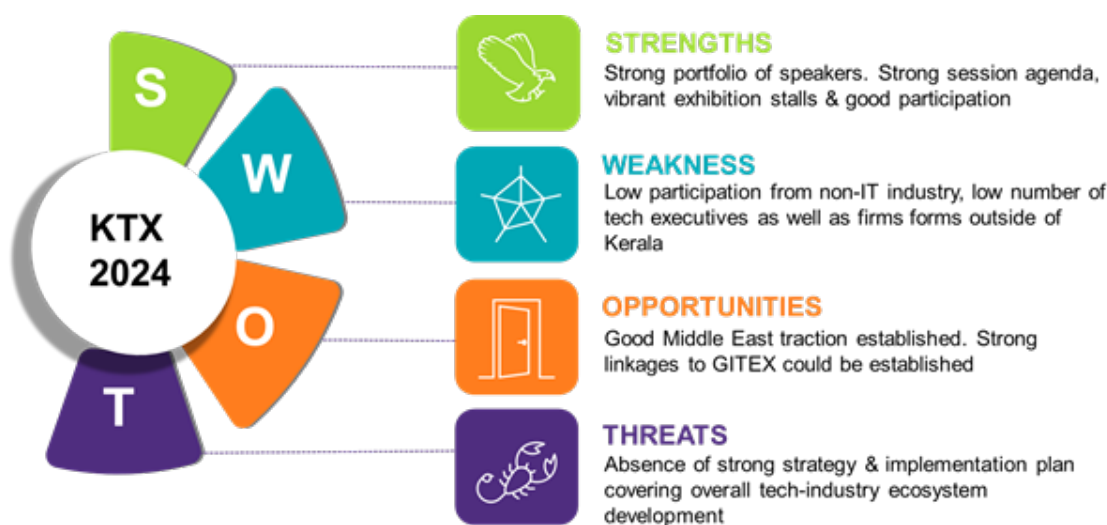 S
W
O
T
KTX
2024
STRENGTHS
Strong portfolio of speakers. Strong session agenda,
vibrant exhibition stalls & good participation
WEAKNESS
Low participation from non-IT industry, low number of
tech executives as well as firms forms outside of
Kerala
OPPORTUNITIES
Good Middle East traction established. Strong
linkages to GITEX could be established
THREATS
Absence of strong strategy & implementation plan
covering overall tech-industry ecosystem
development